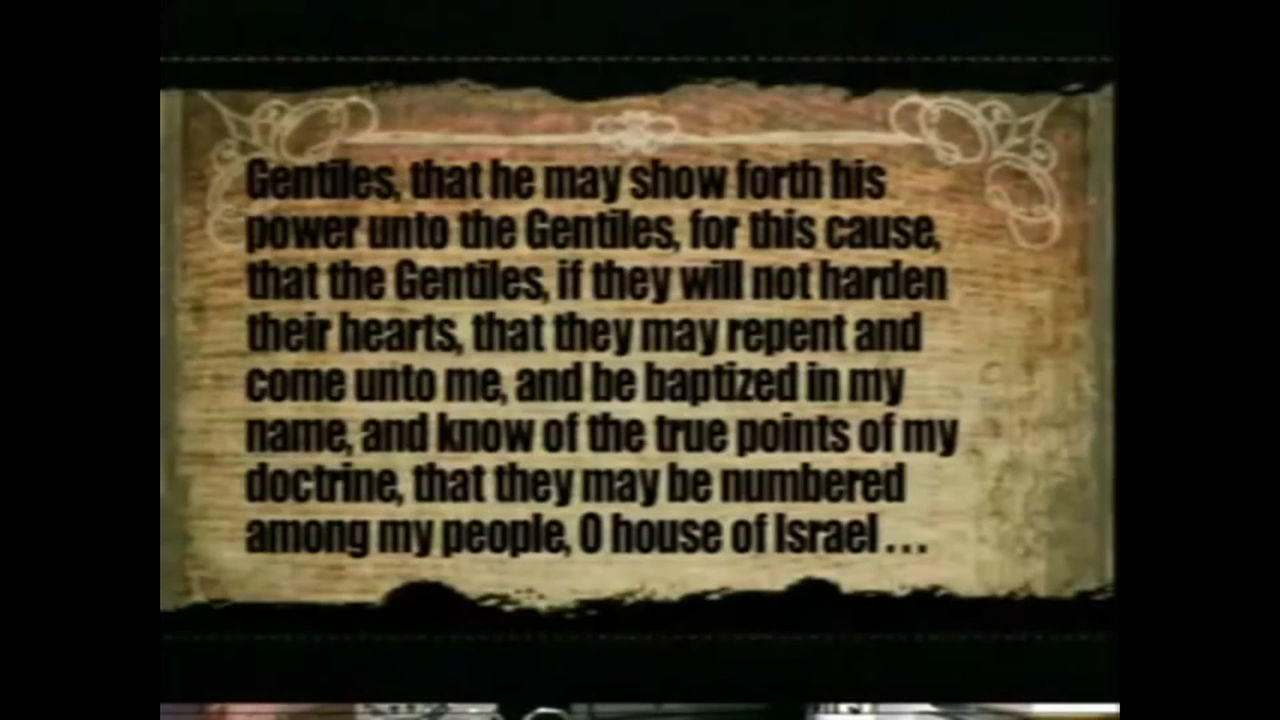 Gentiles, that he may show forth his
power unto the Gentiles, for this cause,
that the Gentiles, if they will not harden
their hearts, that they may repent and
come unto me, and be baptized in my
name, and know of the true points of my
doctrine, that they may be numbered
among my people, O house of Israel ...